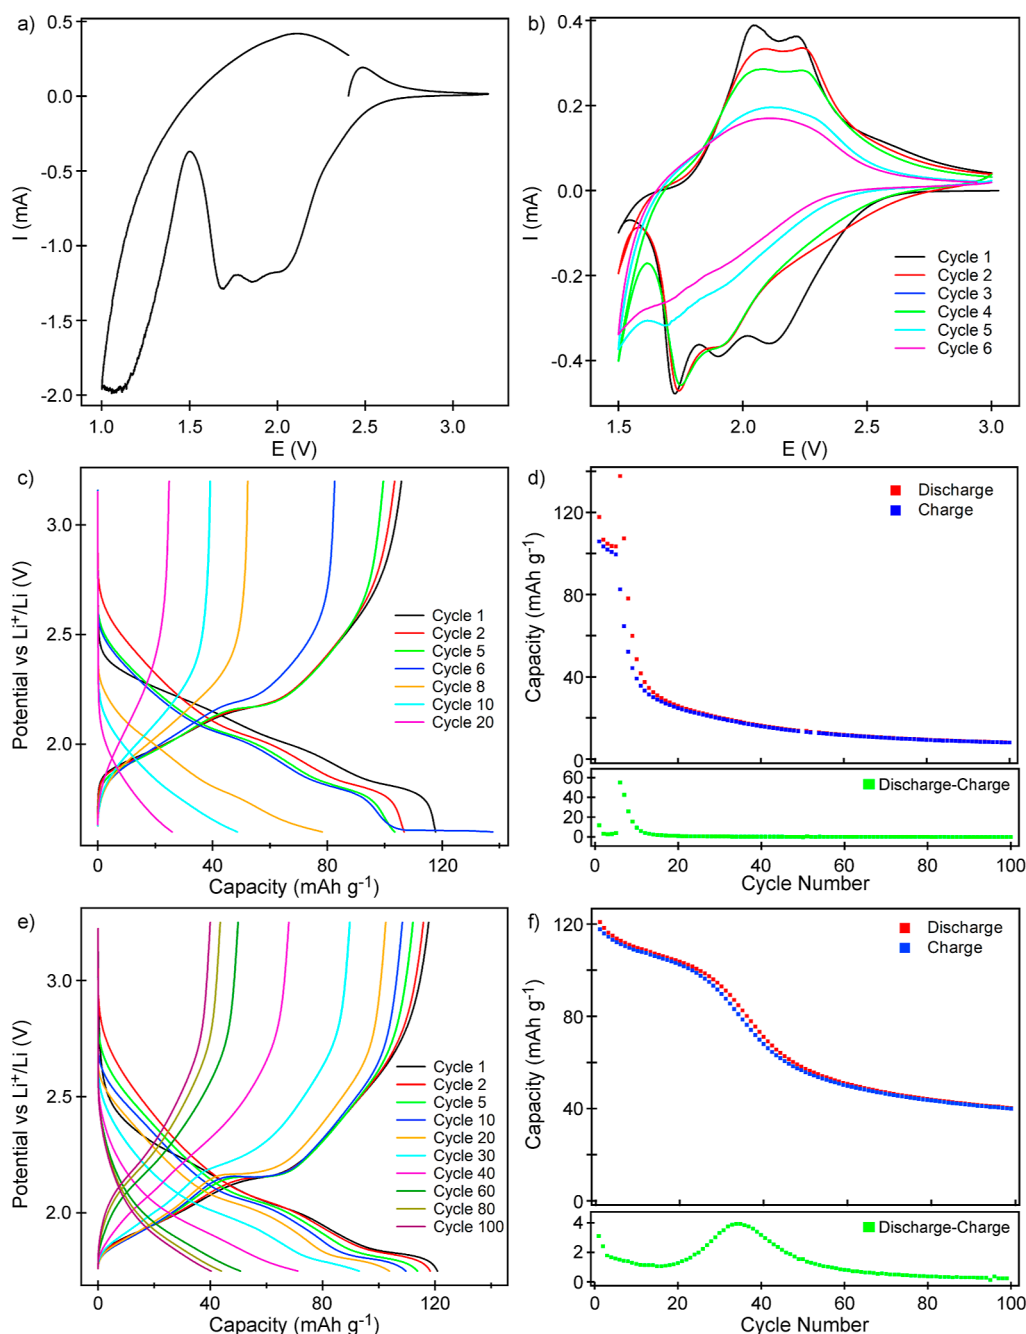 a)
0.5
0.0
-0.5
-1.0
-1.5
-2.0
I (mA)
1.0 1.5 2.0 2.5 3.0
E (V)
b)
0.4
0.2
0.0
-0.2
-0.4
I (mA)
Cycle 1
Cycle 2
Cycle 3
Cycle 4
Cycle 5
Cycle 6
1.5 2.0 2.5 3.0
E (V)
c)
3.0
2.5
2.0
Potential vs Li⁺/Li (V)
Cycle 1
Cycle 2
Cycle 5
Cycle 6
Cycle 8
Cycle 10
Cycle 20
0 40 80 120
Capacity (mAh g⁻¹)
d)
120
80
40
0
Capacity (mAh g⁻¹)
Discharge
Charge
60
40
20
0
Discharge-Charge
0 20 40 60 80 100
Cycle Number
e)
3.0
2.5
2.0
Potential vs Li⁺/Li (V)
Cycle 1
Cycle 2
Cycle 5
Cycle 10
Cycle 20
Cycle 30
Cycle 40
Cycle 60
Cycle 80
Cycle 100
0 40 80 120
Capacity (mAh g⁻¹)
f)
120
80
40
0
Capacity (mAh g⁻¹)
Discharge
Charge
4
2
0
Discharge-Charge
0 20 40 60 80 100
Cycle Number